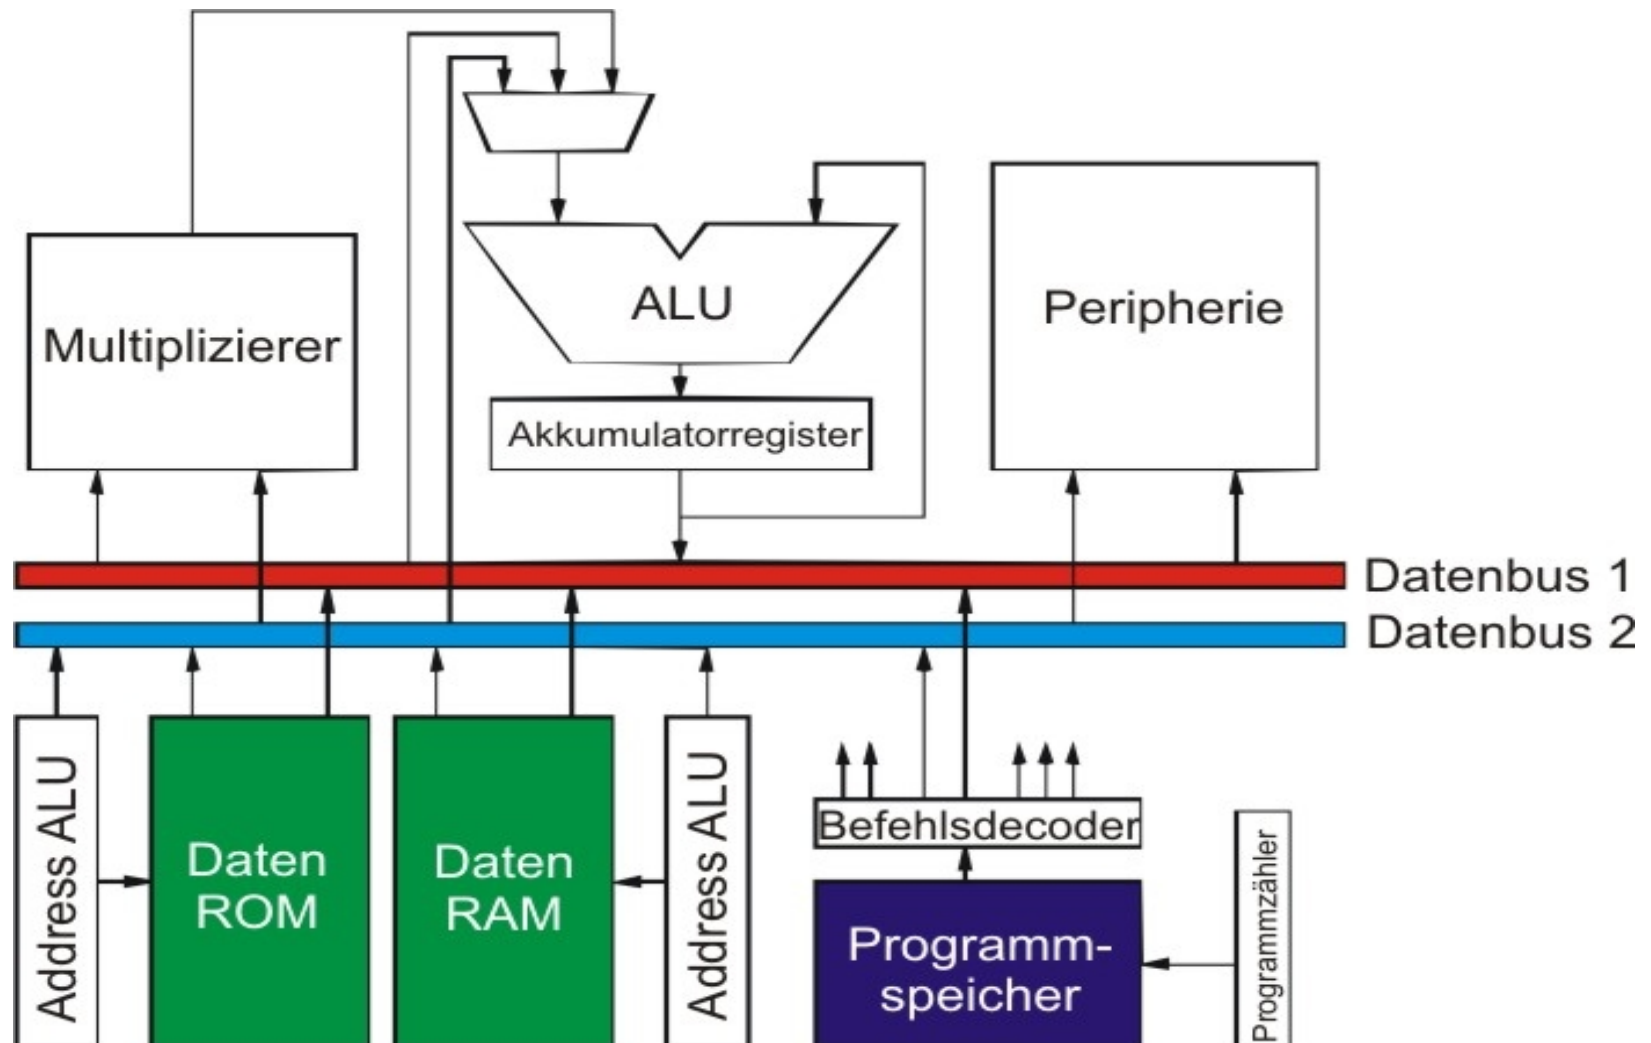 ALU
Peripherie
Multiplizierer
Akkumulatorregister
Datenbus 1
Datenbus 2
Address ALU
Daten
ROM
Daten
RAM
Address ALU
Befehlsdecoder
Programm-
speicher
Programmzähler